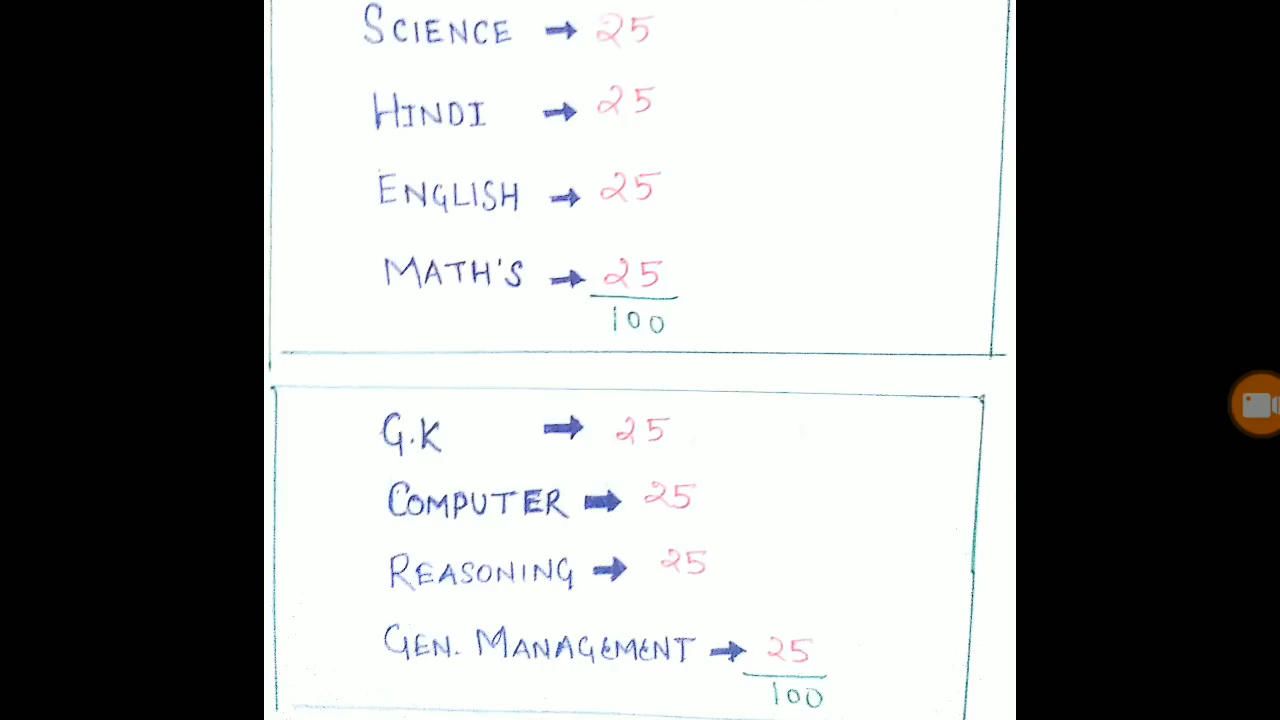 SCIENCE → 25
HINDI → 25
ENGLISH → 25
MATH'S → 25
100
G.K → 25
COMPUTER → 25
REASONING → 25
GEN. MANAGEMENT → 25
100